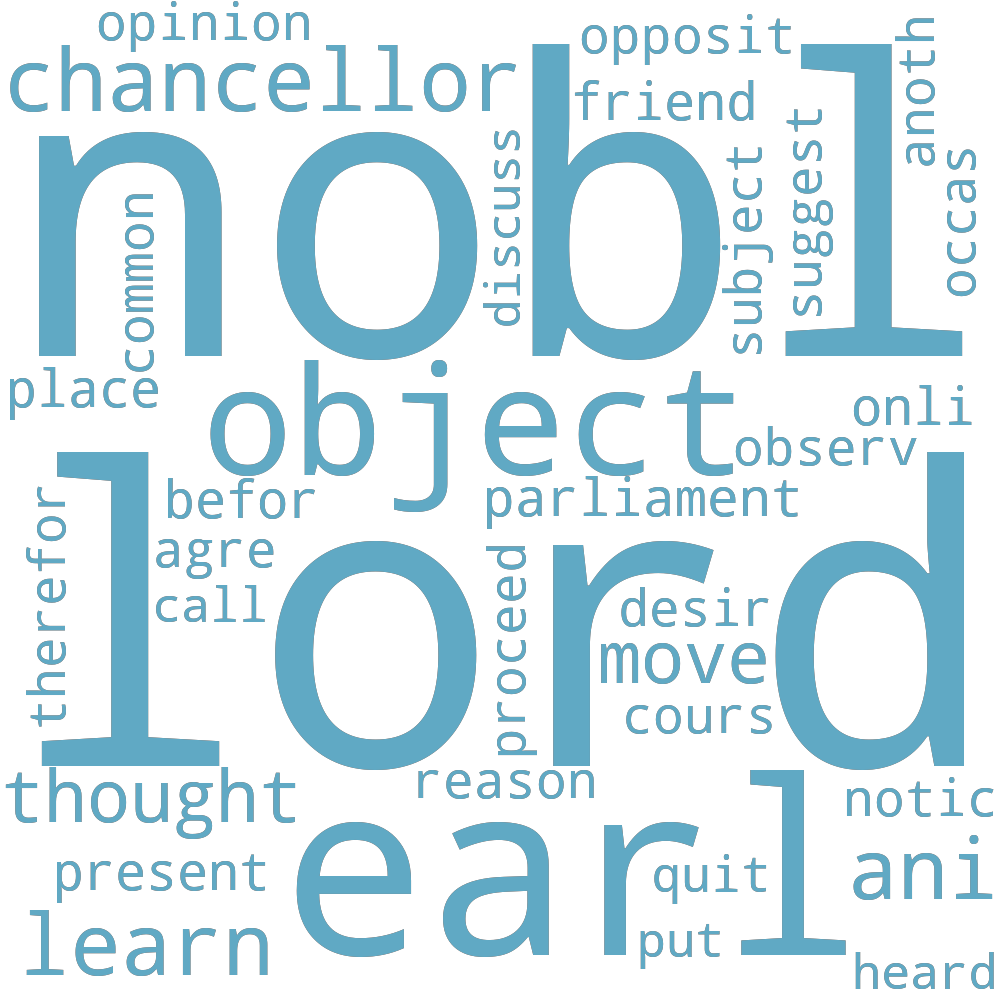 opinion
opposit
anoth
chancellor
friend
nobl
discuss
subject
suggest
occas
common
place
object
onli
observ
befor
parliament
therefor
agre
call
lord
proceed
desir
move
cours
thought
reason
notic
earl
present
quit
ani
learn
put
heard